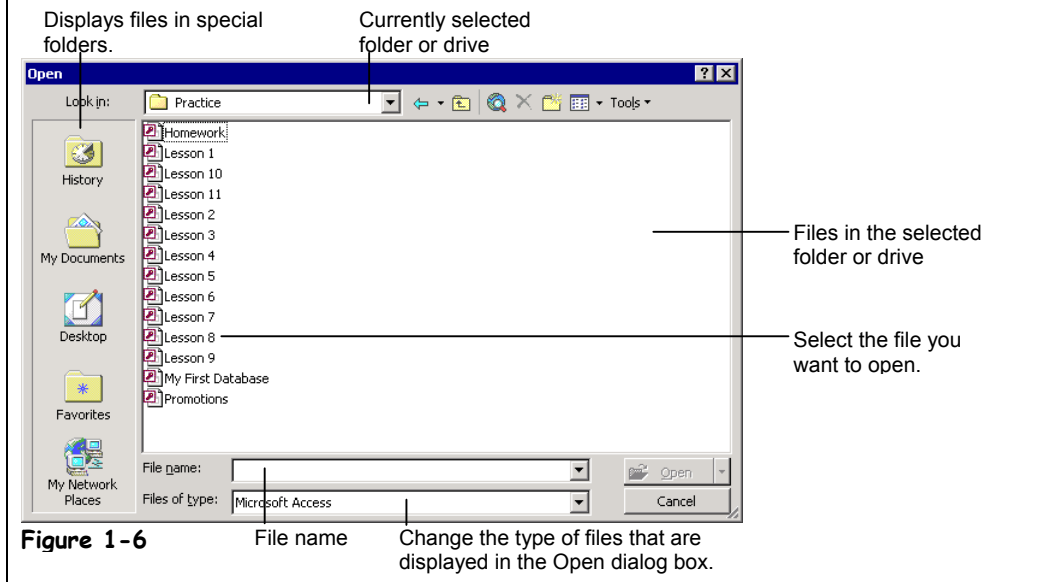 Displays files in special
folders.
Currently selected
folder or drive
Open
Look in:
Practice
Tools
Homework
Lesson 1
Lesson 10
Lesson 11
Lesson 2
Lesson 3
Lesson 4
Lesson 5
Lesson 6
Lesson 7
Lesson 8
Lesson 9
My First Database
Promotions
History
My Documents
Desktop
Favorites
My Network
Places
File name:
Open
Files of type:
Microsoft Access
Cancel
Files in the selected
folder or drive
Select the file you
want to open.
Figure 1-6
File name
Change the type of files that are
displayed in the Open dialog box.